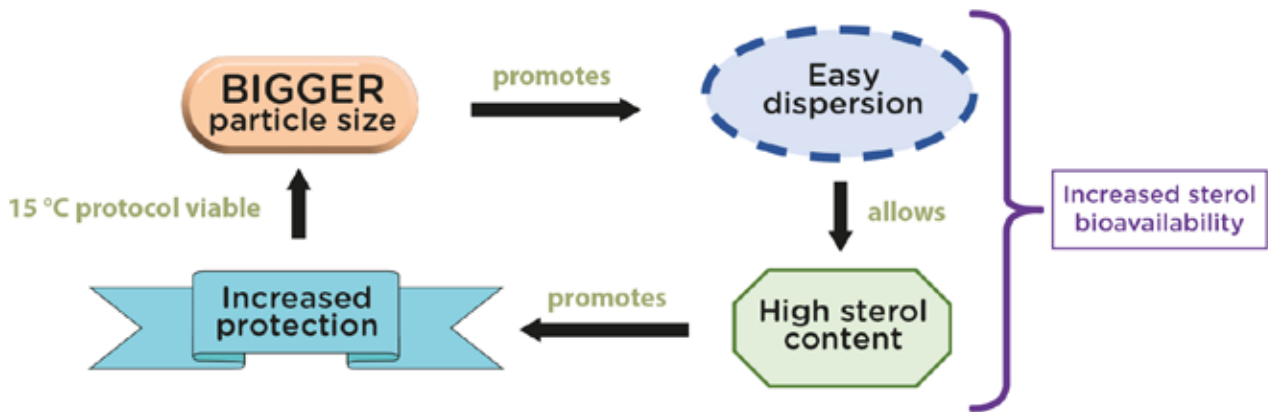 BIGGER
particle size
promotes
Easy
dispersion
allows
High sterol
content
promotes
Increased
protection
15 °C protocol viable
Increased sterol
bioavailability